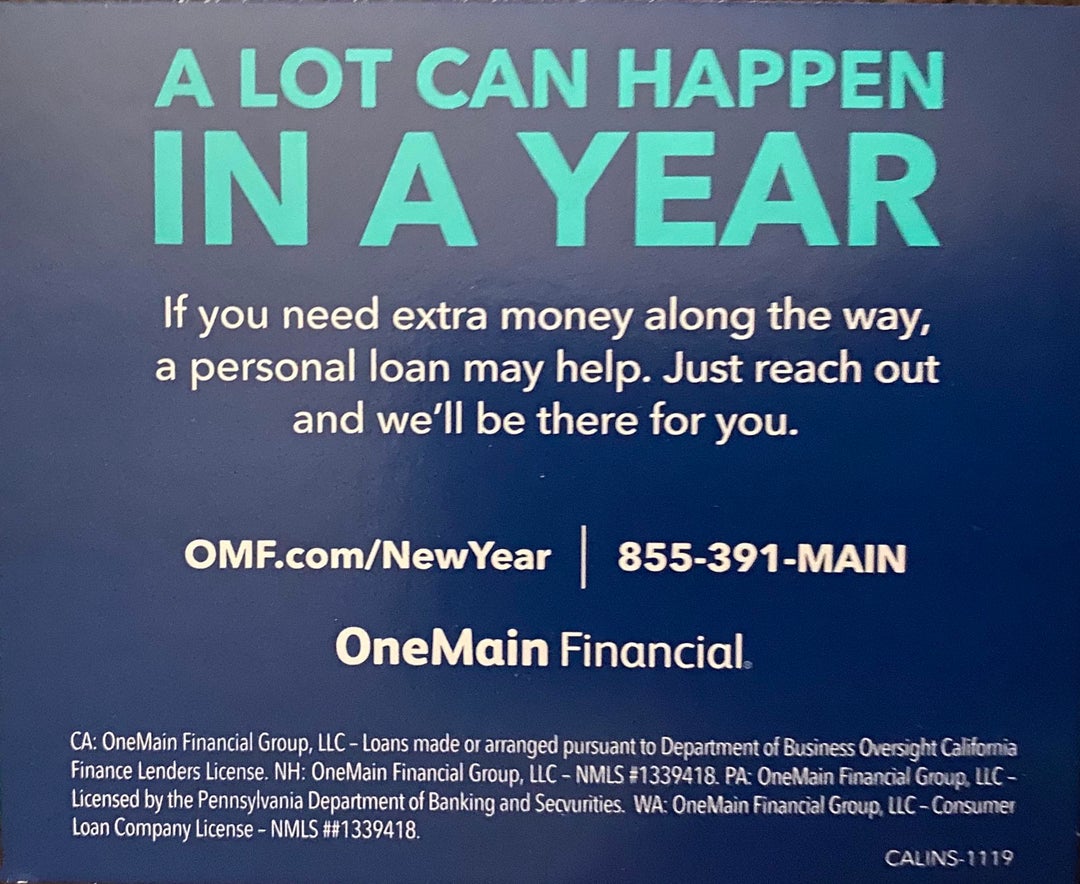 A LOT CAN HAPPEN
IN A YEAR
If you need extra money along the way,
a personal loan may help. Just reach out
and we'll be there for you.
OMF.com/NewYear | 855-391-MAIN
OneMain Financial®
CA: OneMain Financial Group, LLC – Loans made or arranged pursuant to Department of Business Oversight California
Finance Lenders License. NH: OneMain Financial Group, LLC – NMLS #1339418. PA: OneMain Financial Group, LLC –
Licensed by the Pennsylvania Department of Banking and Secvurities. WA: OneMain Financial Group, LLC – Consumer
Loan Company License – NMLS ##1339418.
CALINS-1119